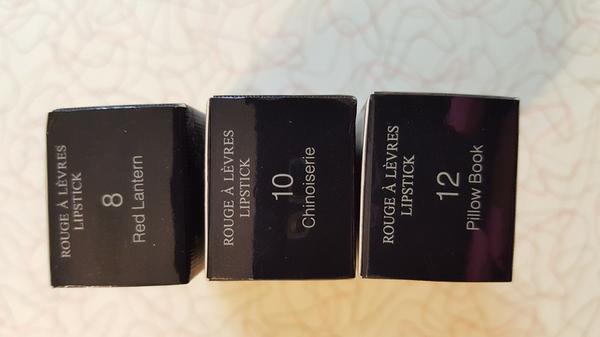 ROUGE À LÈVRES
LIPSTICK
8
Red Lantern
ROUGE À LÈVRES
LIPSTICK
10
Chinoiserie
ROUGE À LÈVRES
LIPSTICK
12
Pillow Book